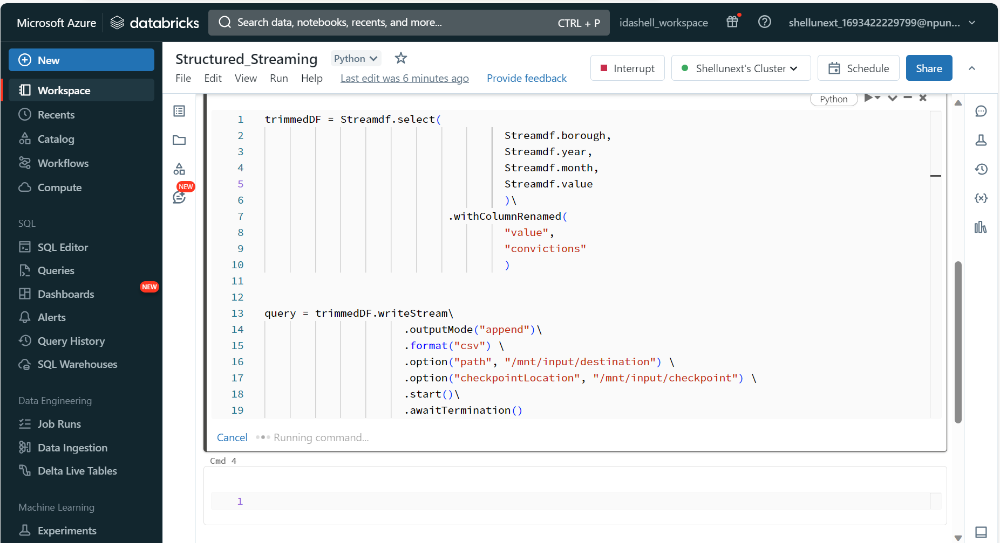 Microsoft Azure
databricks
Search data, notebooks, recents, and more...
CTRL + P
idashell_workspace
shellunext_1693422229799@npun...
New
Workspace
Recents
Catalog
Workflows
Compute
SQL
SQL Editor
Queries
Dashboards
NEW
Alerts
Query History
SQL Warehouses
Data Engineering
Job Runs
Data Ingestion
Delta Live Tables
Machine Learning
Experiments
Structured_Streaming
Python
File Edit View Run Help Last edit was 6 minutes ago Provide feedback
Interrupt
Shellunext's Cluster
Schedule
Share
NEW
Python
1 trimmedDF = Streamdf.select(
2 Streamdf.borough,
3 Streamdf.year,
4 Streamdf.month,
5 Streamdf.value
6 )\
7 .withColumnRenamed(
8 "value",
9 "convictions"
10 )
11
12
13 query = trimmedDF.writeStream\
14 .outputMode("append")\
15 .format("csv") \
16 .option("path", "/mnt/input/destination") \
17 .option("checkpointLocation", "/mnt/input/checkpoint") \
18 .start()\
19 .awaitTermination()
Cancel Running command...
Cmd 4
1